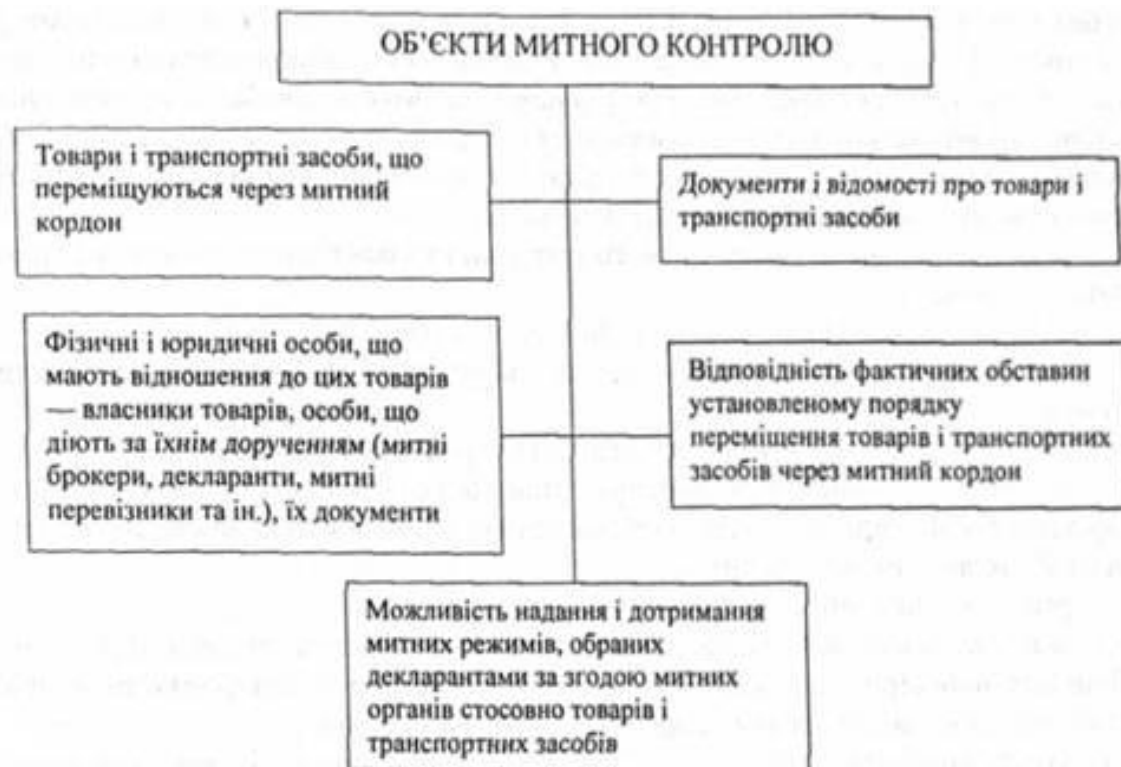 ОБ’ЄКТИ МИТНОГО КОНТРОЛЮ
Товари і транспортні засоби, що
переміщуються через митний
кордон
Документи і відомості про товари і
транспортні засоби
Фізичні і юридичні особи, що
мають відношення до цих товарів
— власники товарів, особи, що
діють за їхнім дорученням (митні
брокери, декларанти, митні
перевізники та ін.), їх документи
Відповідність фактичних обставин
установленому порядку
переміщення товарів і транспортних
засобів через митний кордон
Можливість надання і дотримання
митних режимів, обраних
декларантами за згодою митних
органів стосовно товарів і
транспортних засобів